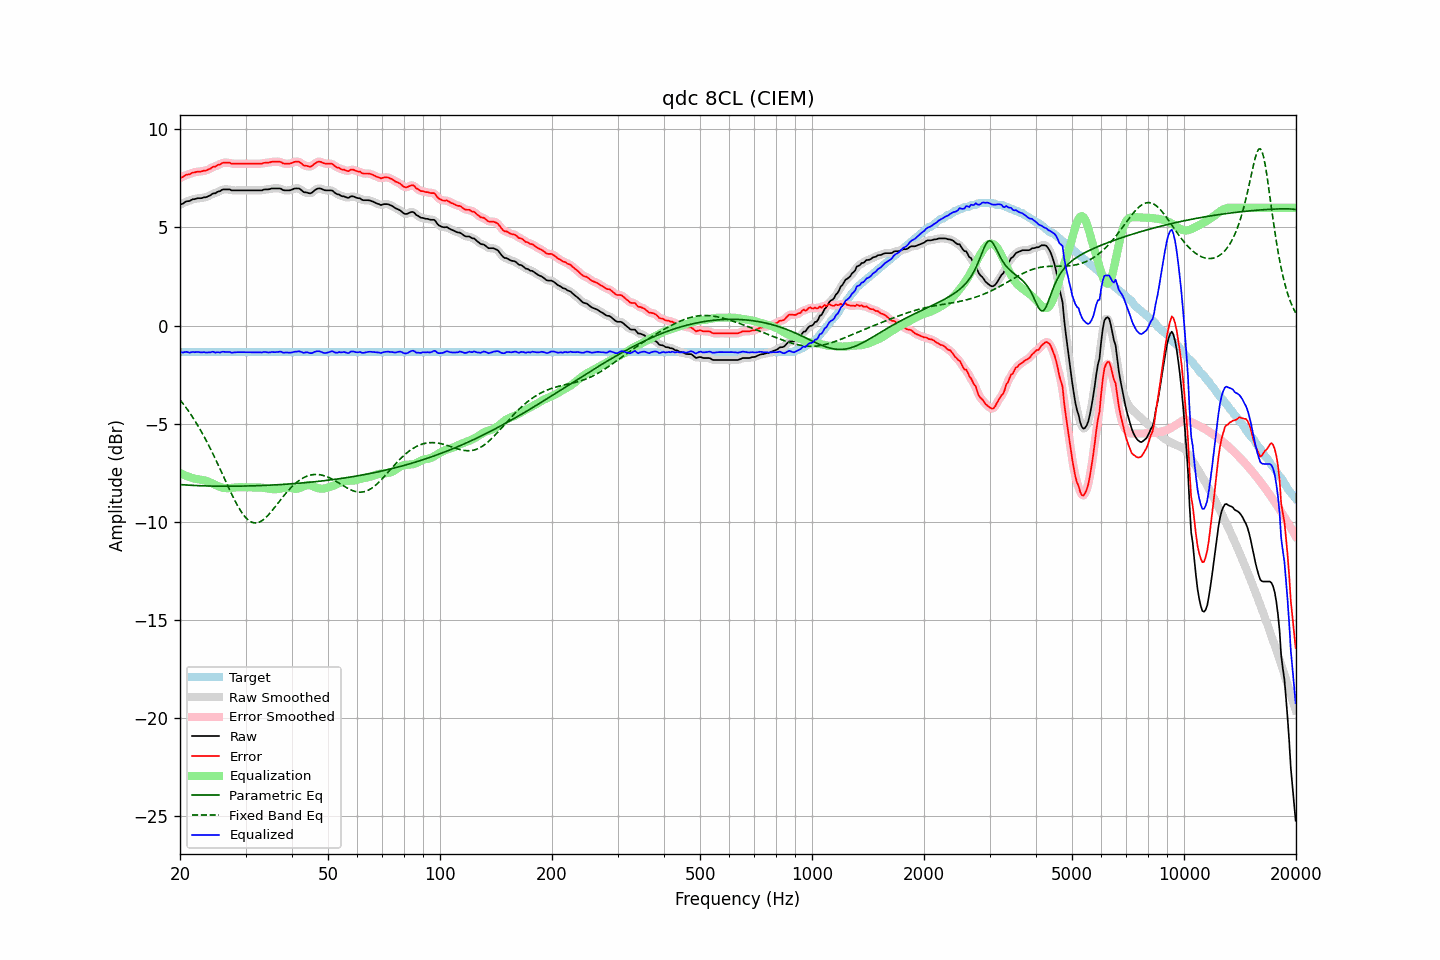 qdc 8CL (CIEM)
10
5
0
−5
−10
−15
−20
−25
Amplitude (dBr)
Target
Raw Smoothed
Error Smoothed
Raw
Error
Equalization
Parametric Eq
Fixed Band Eq
Equalized
20 50 100 200 500 1000 2000 5000 10000 20000
Frequency (Hz)